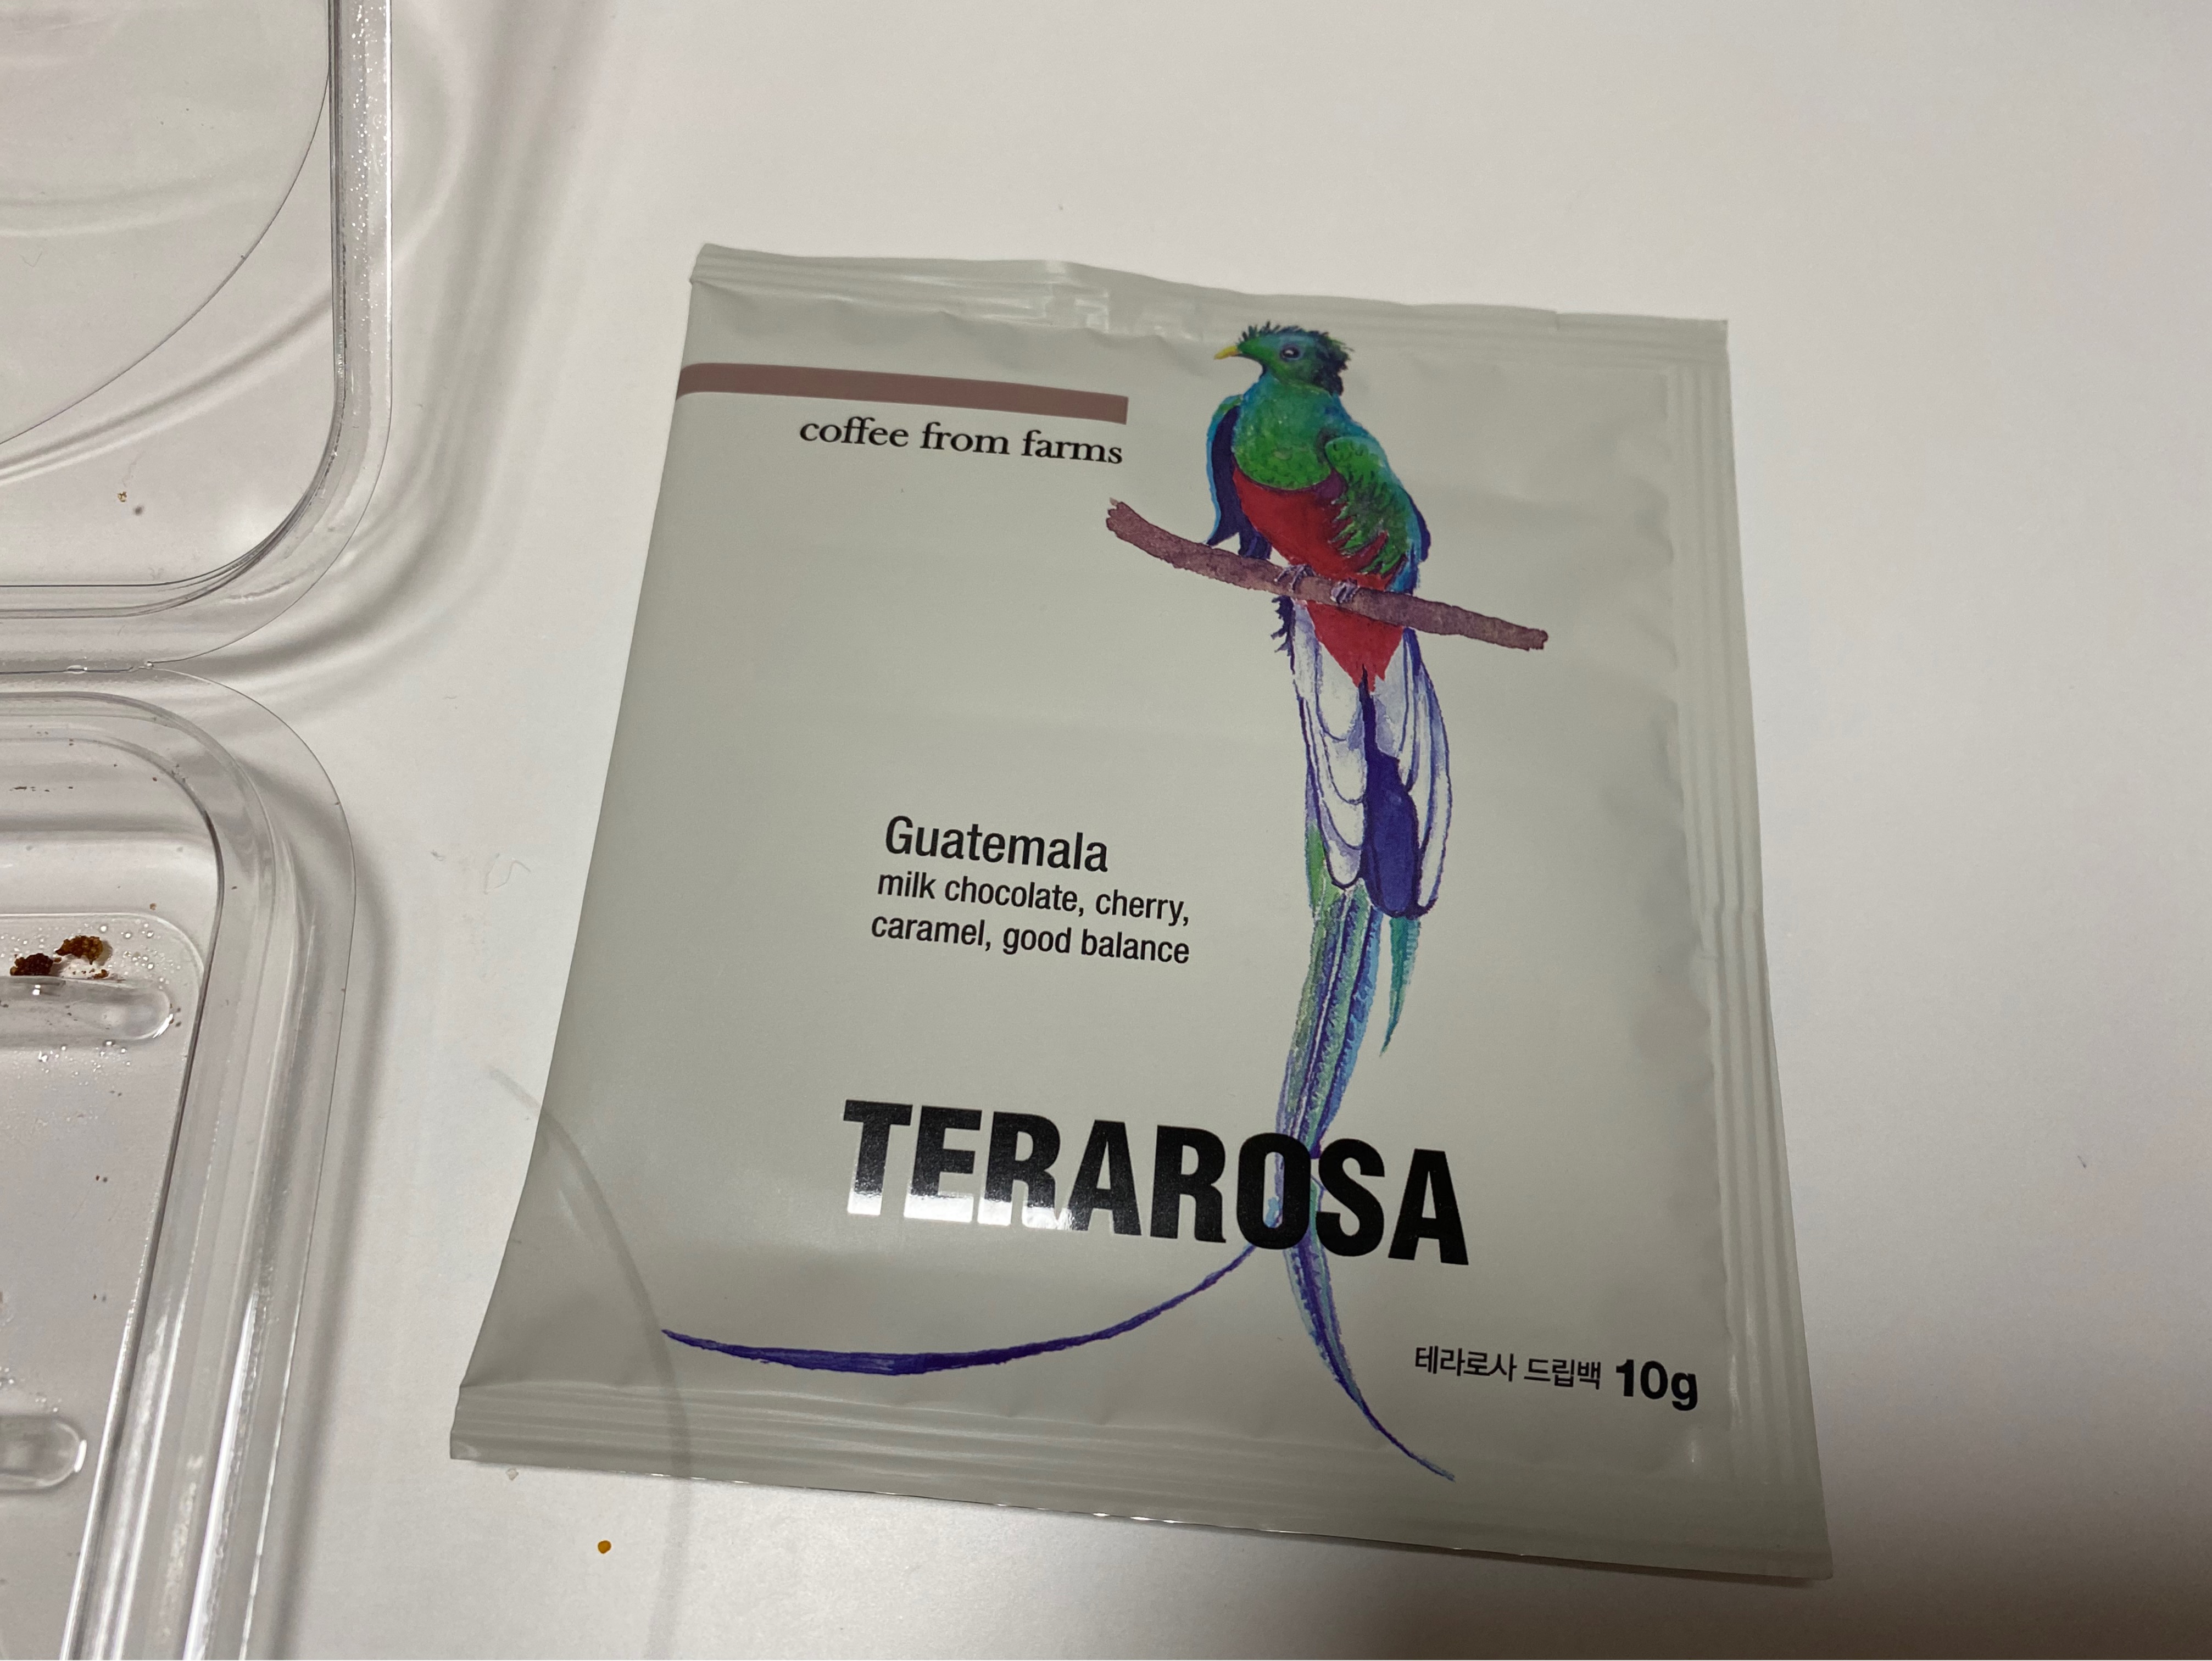 coffee from farms
Guatemala
milk chocolate, cherry,
caramel, good balance
TERAROSA
테라로사 드립백 10g